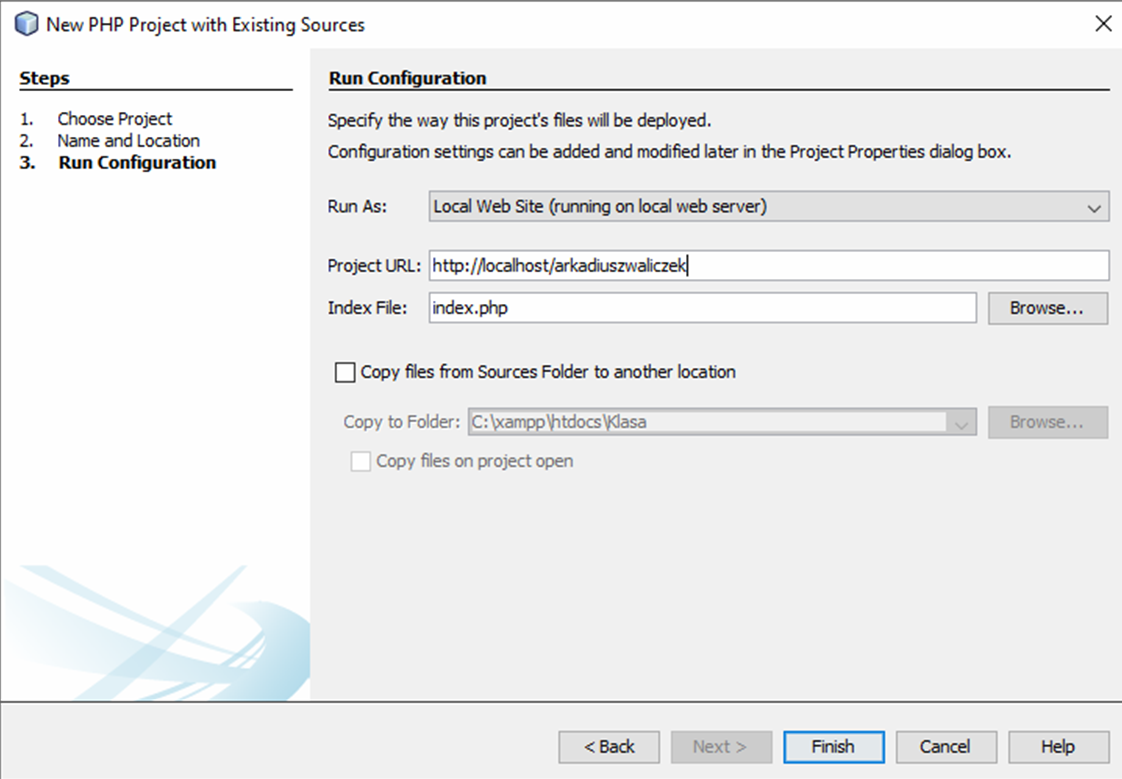 New PHP Project with Existing Sources
Steps
1. Choose Project
2. Name and Location
3. Run Configuration
Run Configuration
Specify the way this project's files will be deployed.
Configuration settings can be added and modified later in the Project Properties dialog box.
Run As: Local Web Site (running on local web server)
Project URL: http://localhost/arkadiuszwaliczek
Index File: index.php Browse...
Copy files from Sources Folder to another location
Copy to Folder: C:\xampp\htdocs\Klasa Browse...
Copy files on project open
< Back Next > Finish Cancel Help